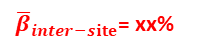 β̅inter-site= xx%